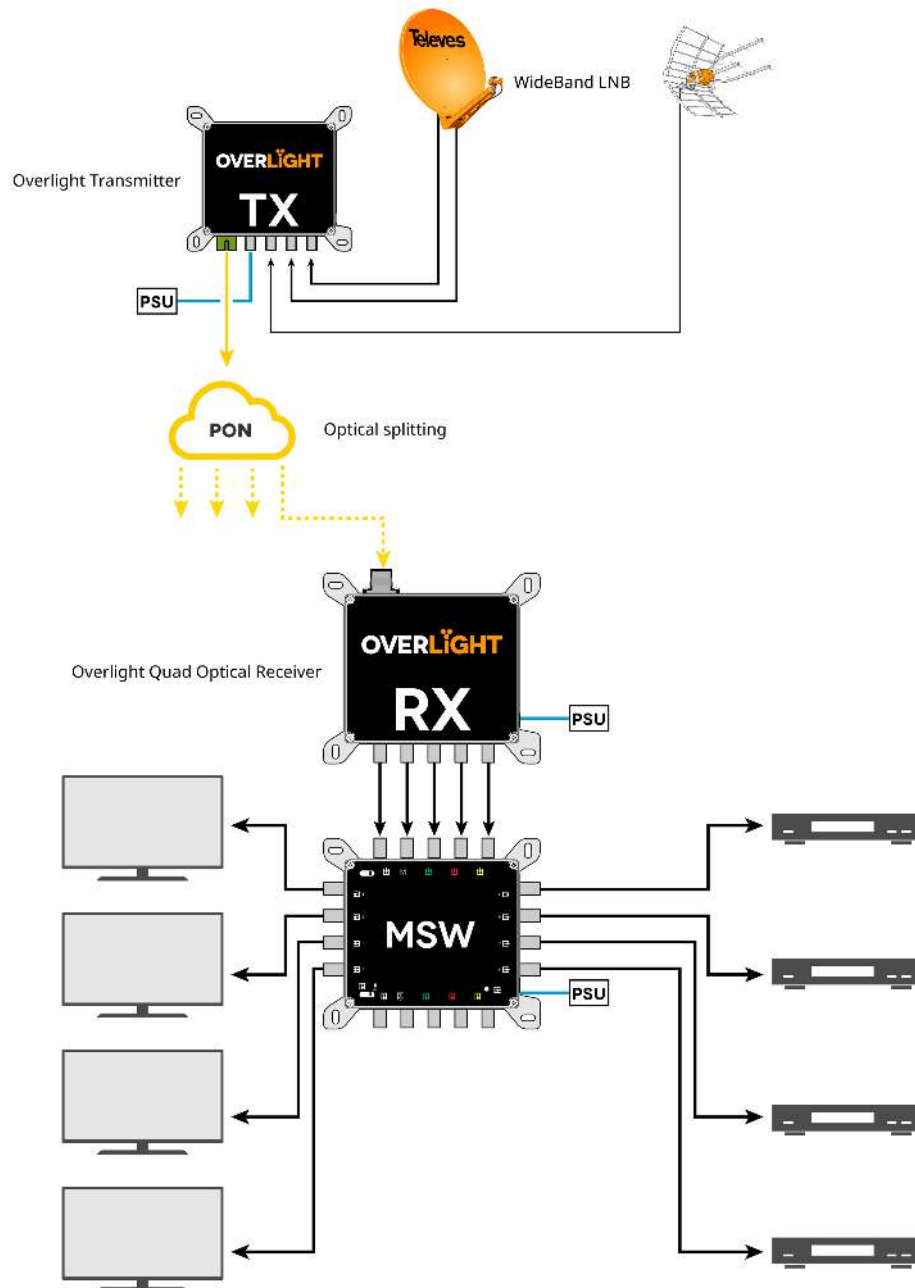 Televes
WideBand LNB
OVERLIGHT
TX
Overlight Transmitter
PSU
PON
Optical splitting
OVERLÏGHT
RX
Overlight Quad Optical Receiver
PSU
MSW
PSU